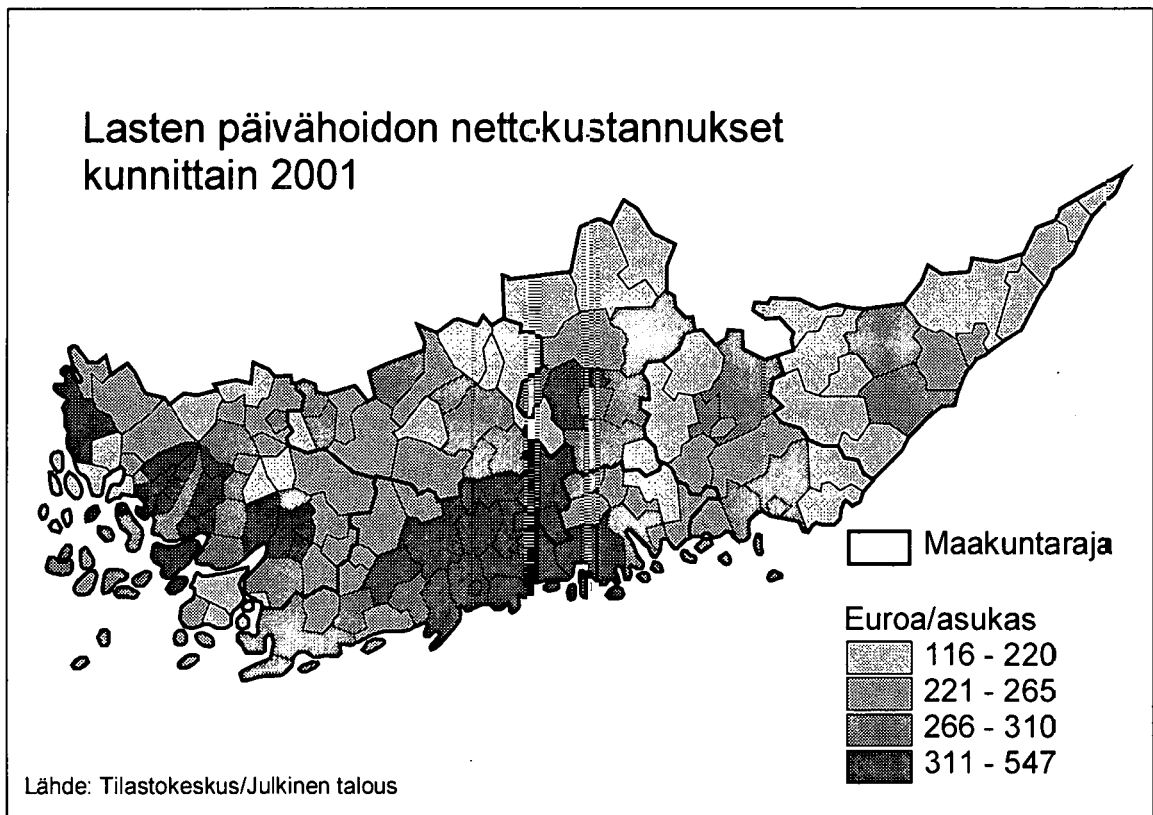 Lasten päivähoidon nettokustannukset
kunnittain 2001
Maakuntaraja
Euroa/asukas
116 - 220
221 - 265
266 - 310
311 - 547
Lähde: Tilastokeskus/Julkinen talous